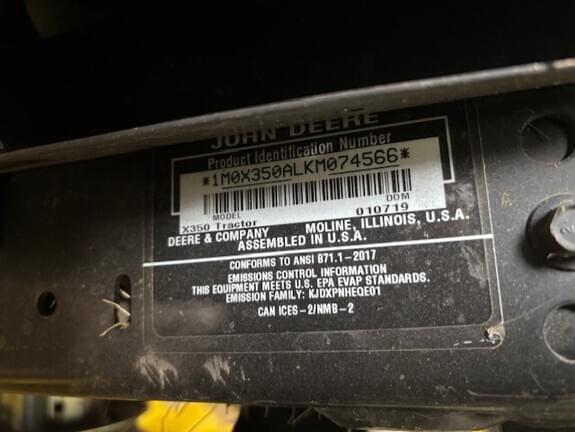 JOHN DEERE
Product Identification Number
*1M0X350ALKM074566*
MODEL DOM
X350 Tractor 010719
DEERE & COMPANY MOLINE, ILLINOIS, U.S.A.
ASSEMBLED IN U.S.A.
CONFORMS TO ANSI B71.1-2017
EMISSIONS CONTROL INFORMATION
THIS EQUIPMENT MEETS U.S. EPA EVAP STANDARDS.
EMISSION FAMILY: KJDXPNHEQE01
CAN ICES-2/NMB-2